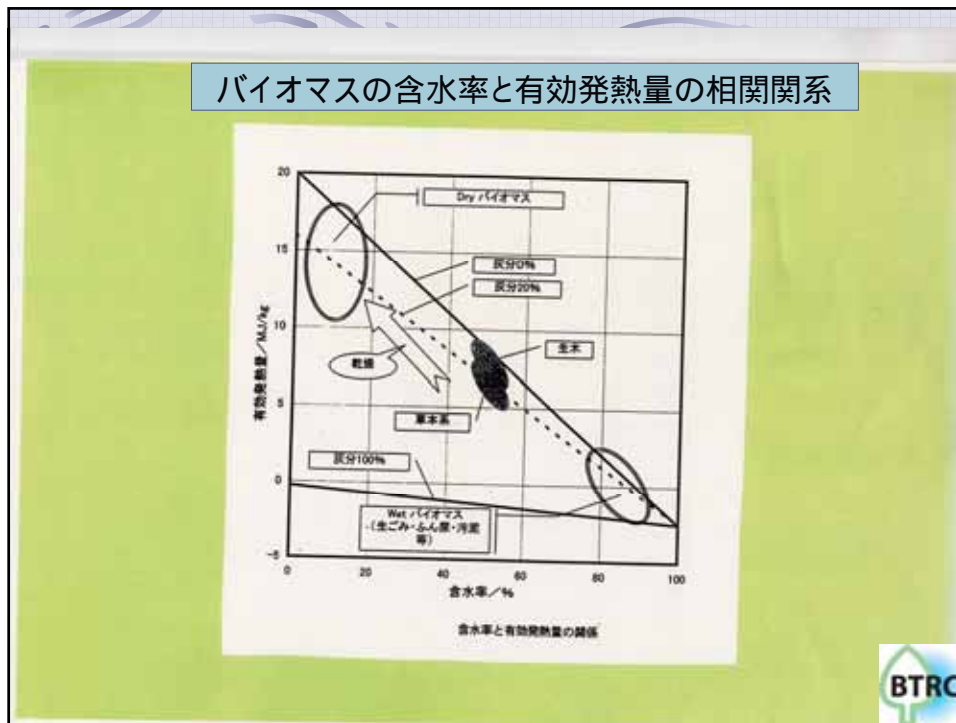 バイオマスの含水率と有効発熱量の相関関系
20
Dry バイオマス
15
灰分0%
灰分20%
有効発熱量／MJ/kg
10
生木
乾燥
5
草本系
灰分100%
0
Wet バイオマス
(生ごみ・ふん尿・汚泥
等)
-5
0
20
40
60
80
100
含水率／%
含水率と有効発熱量の関係
BTRC